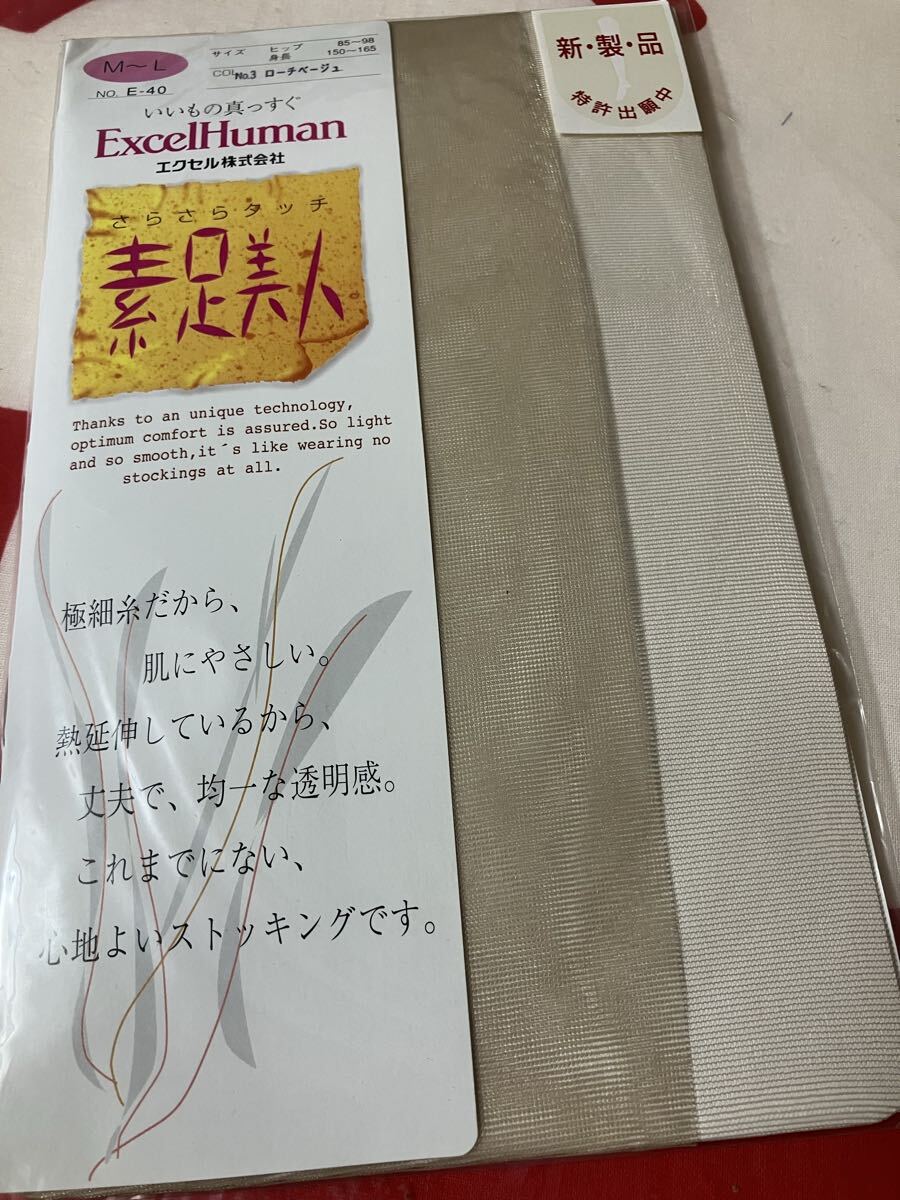 M～L
NO. E-40
サイズ ヒップ 85～98
身長 150～165
COL No.3 ローチベージュ
いいもの真っすぐ
ExcelHuman
エクセル株式会社
さらさらタッチ
素足美人
Thanks to an unique technology,
optimum comfort is assured.So light
and so smooth,it´s like wearing no
stockings at all.
極細糸だから、
肌にやさしい。
熱延伸しているから、
丈夫で、均一な透明感。
これまでにない、
心地よいストッキングです。
新・製・品
特許出願中